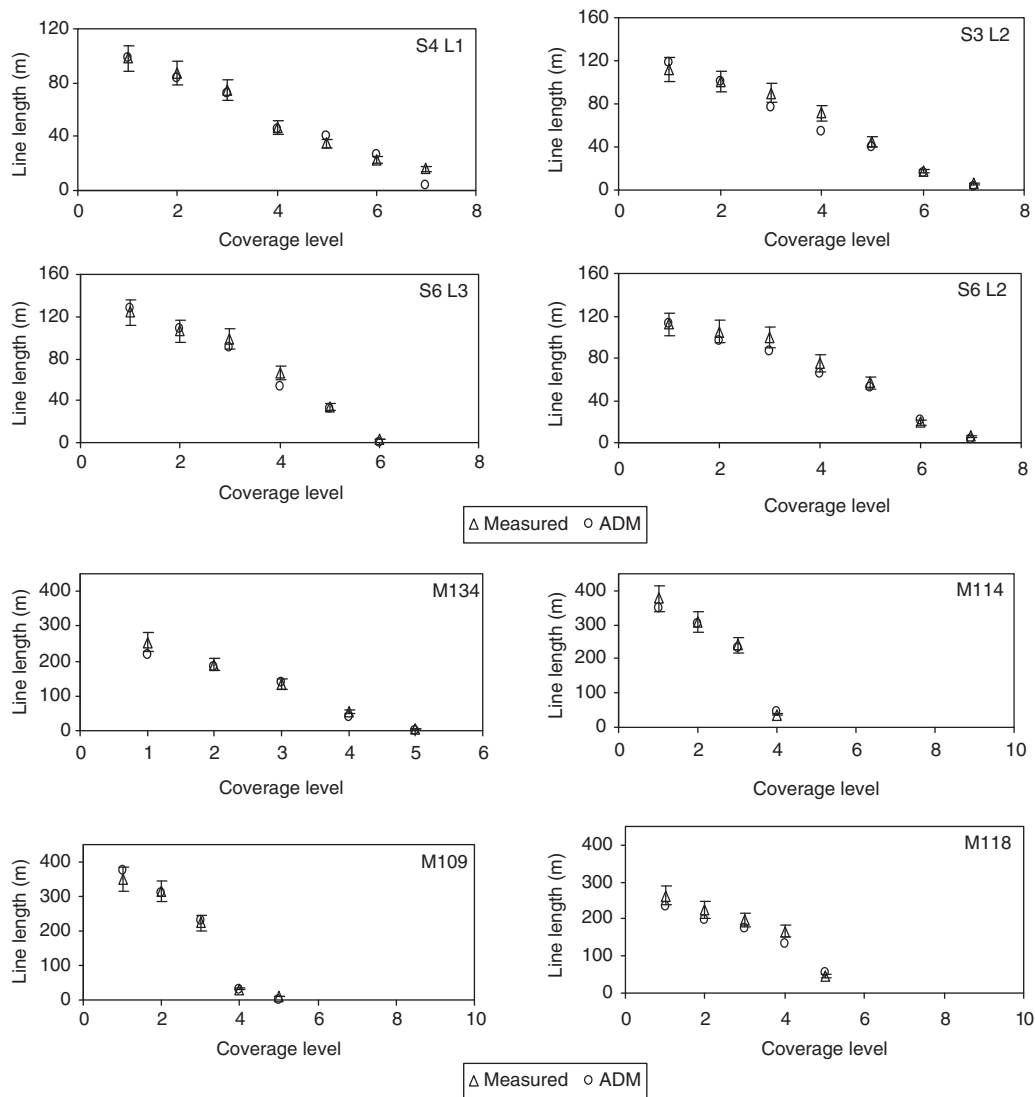 S4 L1
Line length (m)
120
80
40
0
0 2 4 6 8
Coverage level
S3 L2
Line length (m)
160
120
80
40
0
0 2 4 6 8
Coverage level
S6 L3
Line length (m)
160
120
80
40
0
0 2 4 6 8
Coverage level
S6 L2
Line length (m)
160
120
80
40
0
0 2 4 6 8
Coverage level
△ Measured ○ ADM
M134
Line length (m)
400
300
200
100
0
0 1 2 3 4 5 6
Coverage level
M114
Line length (m)
400
300
200
100
0
0 2 4 6 8 10
Coverage level
M109
Line length (m)
400
300
200
100
0
0 2 4 6 8 10
Coverage level
M118
Line length (m)
400
300
200
100
0
0 2 4 6 8 10
Coverage level
△ Measured ○ ADM